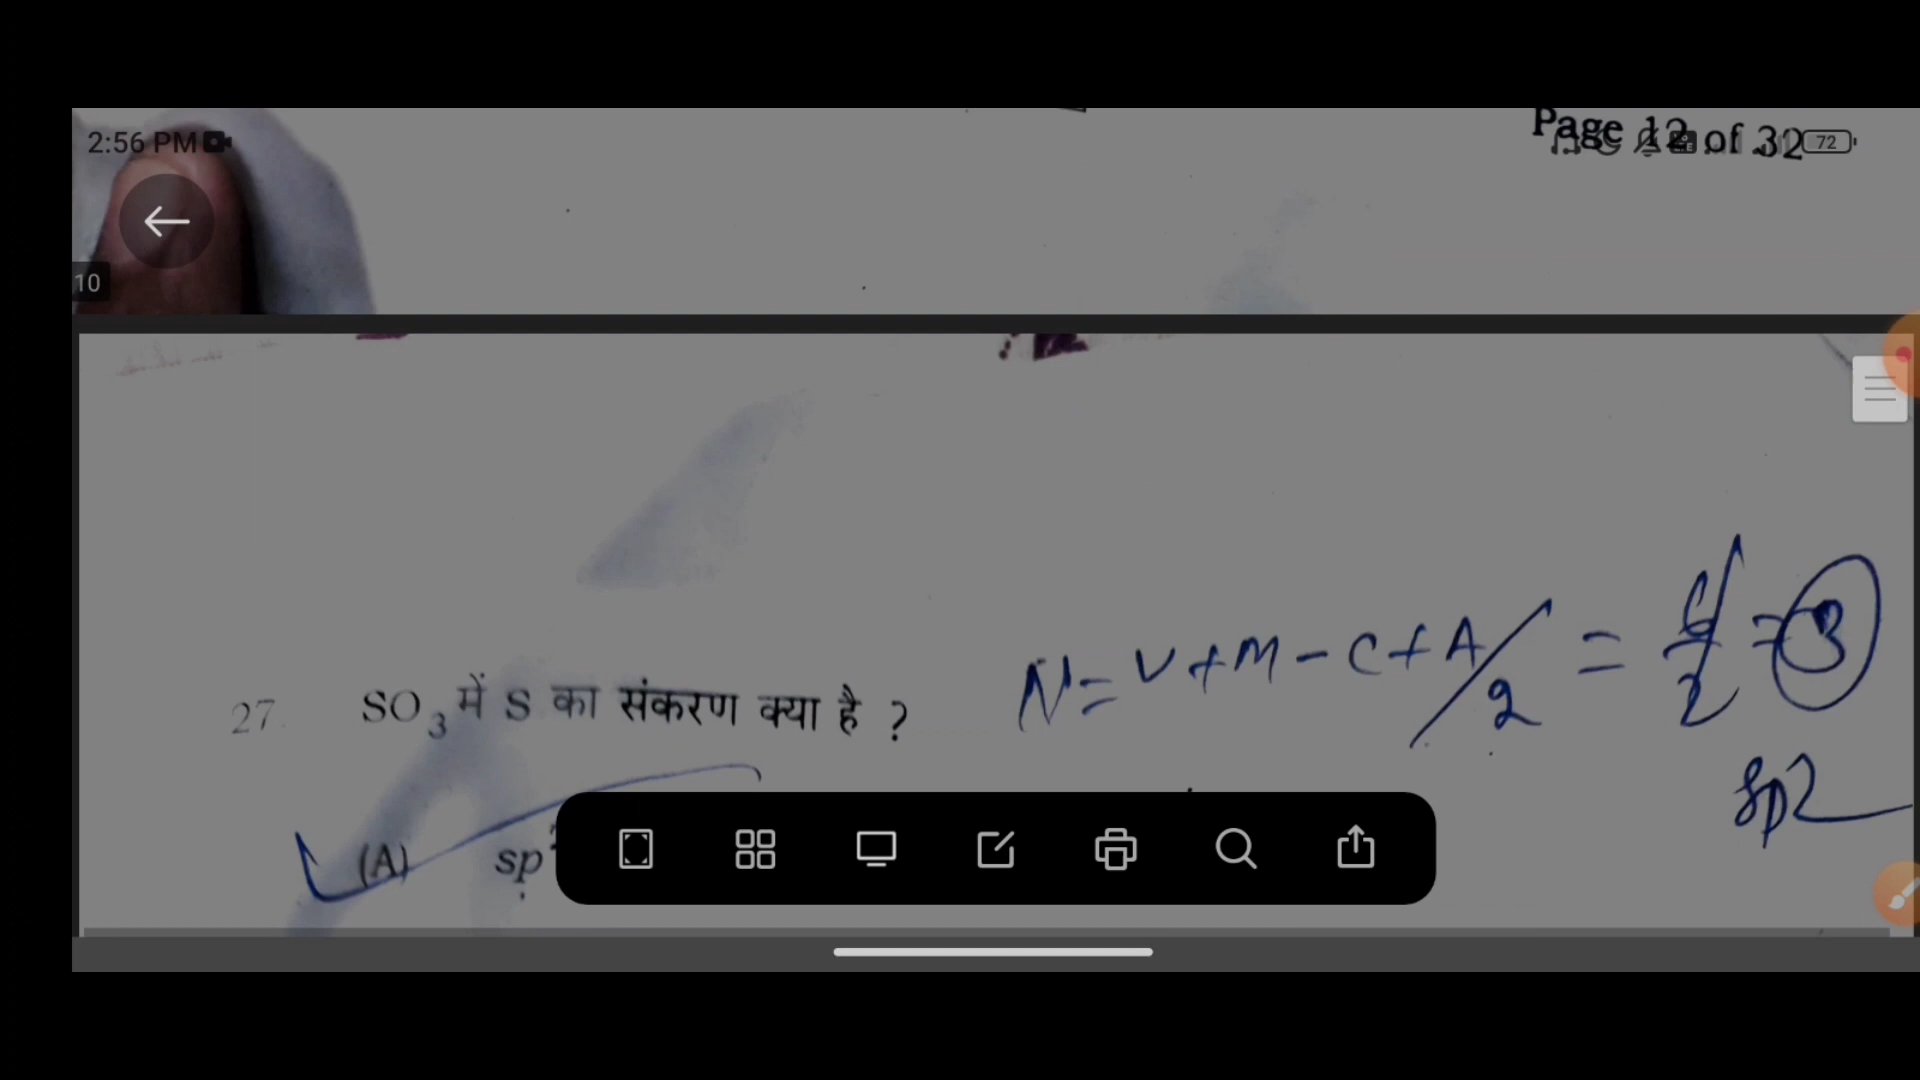 2:56 PM
Page 12 of 32
72
10
27. SO3 में S का संकरण क्या है ?
N = V + M - C + A / 2 = 6/2 = 3
sp2
(A) sp